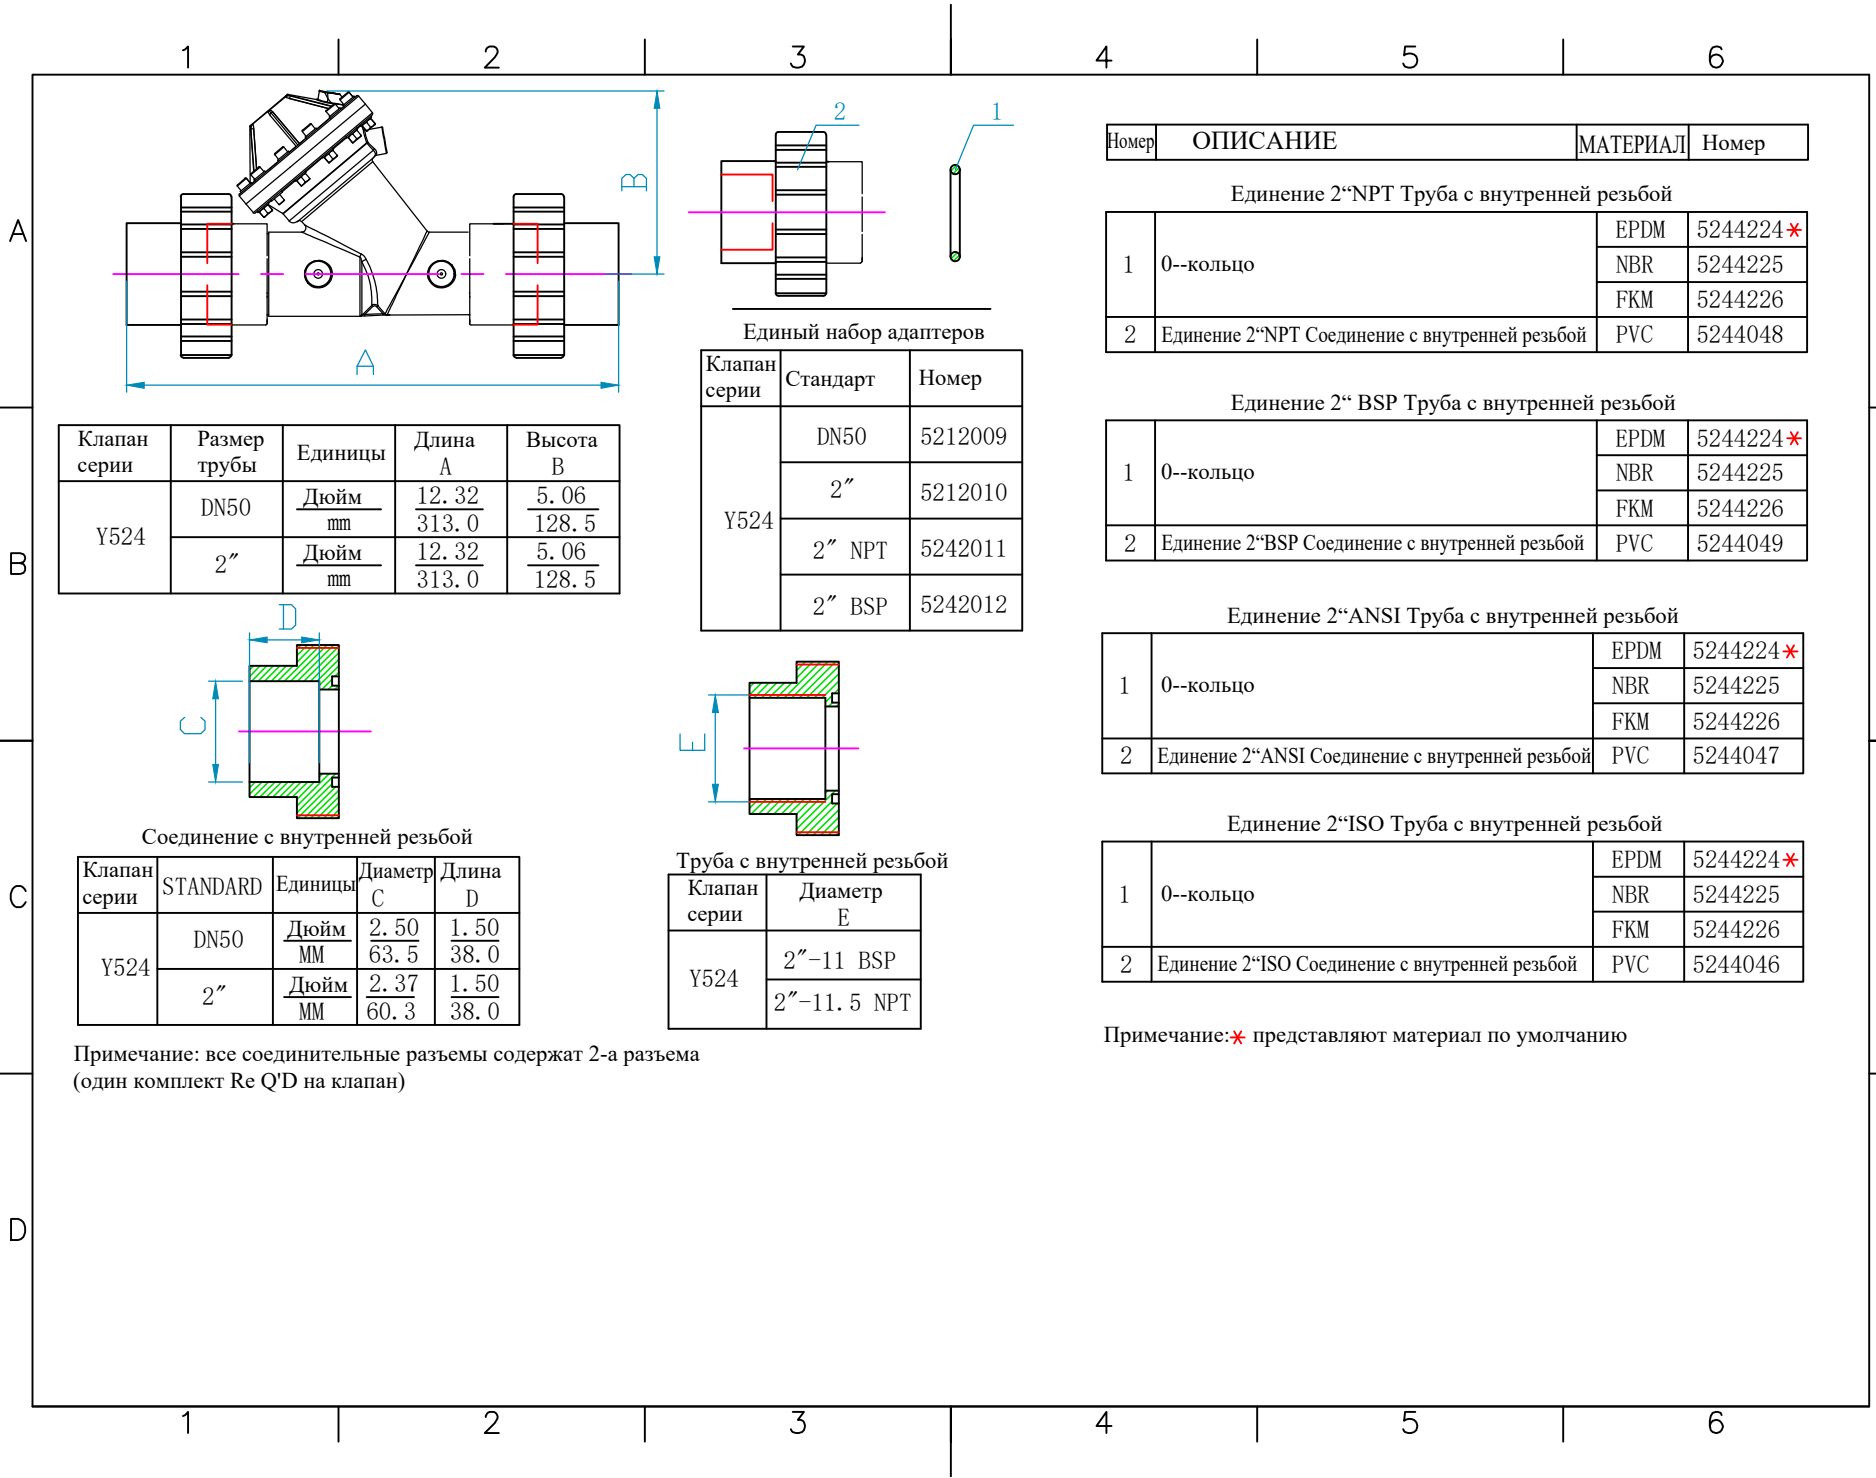 1 2 3 4 5 6
A
B
C
D
B
A
2 1
Единый набор адаптеров
Клапан серии Стандарт Номер
Y524
DN50 5212009
2″ 5212010
2″ NPT 5242011
2″ BSP 5242012
Клапан серии Размер трубы Единицы Длина A Высота B
Y524
DN50 Дюйм 12.32 5.06
mm 313.0 128.5
2″ Дюйм 12.32 5.06
mm 313.0 128.5
D
C
Соединение с внутренней резьбой
Клапан серии STANDARD Единицы Диаметр C Длина D
Y524
DN50 Дюйм 2.50 1.50
MM 63.5 38.0
2″ Дюйм 2.37 1.50
MM 60.3 38.0
Примечание: все соединительные разъемы содержат 2-а разъема
(один комплект Re Q'D на клапан)
E
Труба с внутренней резьбой
Клапан серии Диаметр E
Y524
2″-11 BSP
2″-11.5 NPT
Номер ОПИСАНИЕ МАТЕРИАЛ Номер
Единение 2“NPT Труба с внутренней резьбой
1 0--кольцо
EPDM 5244224*
NBR 5244225
FKM 5244226
2 Единение 2“NPT Соединение с внутренней резьбой PVC 5244048
Единение 2“ BSP Труба с внутренней резьбой
1 0--кольцо
EPDM 5244224*
NBR 5244225
FKM 5244226
2 Единение 2“BSP Соединение с внутренней резьбой PVC 5244049
Единение 2“ANSI Труба с внутренней резьбой
1 0--кольцо
EPDM 5244224*
NBR 5244225
FKM 5244226
2 Единение 2“ANSI Соединение с внутренней резьбой PVC 5244047
Единение 2“ISO Труба с внутренней резьбой
1 0--кольцо
EPDM 5244224*
NBR 5244225
FKM 5244226
2 Единение 2“ISO Соединение с внутренней резьбой PVC 5244046
Примечание:* представляют материал по умолчанию
1 2 3 4 5 6